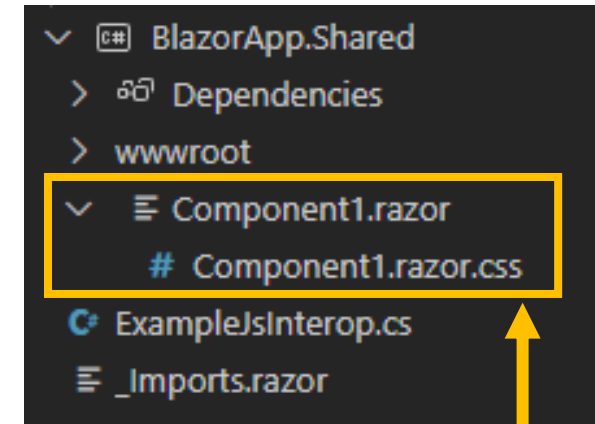 C# BlazorApp.Shared
Dependencies
wwwroot
Component1.razor
# Component1.razor.css
C# ExampleJsInterop.cs
_Imports.razor